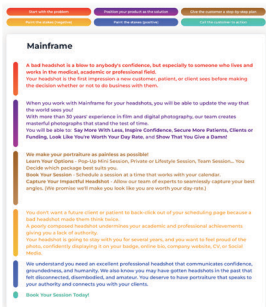 Start with the problem
Position your product as the solution
Give the customer a step-by-step plan
Paint the stakes (negative)
Paint the stakes (positive)
Call the customer to action
Mainframe
A bad headshot is a blow to anybody's confidence, but especially to someone who lives and
works in the medical, academic or professional field.
Your headshot is the first impression a new customer, patient, or client sees before making
the decision whether or not to do business with them.
When you work with Mainframe for your headshots, you will be able to update the way that
the world sees you!
With more than 30 years' experience in film and digital photography, our team creates
masterful photographs that stand the test of time.
You will be able to: Say More With Less, Inspire Confidence, Secure More Patients, Clients or
Funding, Look Like You're Worth Your Day Rate, and Show That You Give a Damn!
We make your portraiture as painless as possible!
Learn Your Options - Pop-Up Mini Session, Private or Lifestyle Session, Team Session... You
Decide which package best suits you.
Book Your Session - Schedule a session at a time that works with your calendar.
Capture Your Impactful Headshot - Allow our team of experts to seamlessly capture your best
angles. (We promise we'll make you look like you are worth your day rate.)
You don't want a future client or patient to back-click out of your scheduling page because a
bad headshot made them think twice.
A poorly composed headshot undermines your academic and professional achievements
giving you a lack of authority.
Your headshot is going to stay with you for several years, and you want to feel proud of the
photo confidently displaying it on your badge, online bio, company website, CV, or Social
Media.
We understand you need an excellent professional headshot that communicates confidence,
groundedness, and humanity. We also know you may have gotten headshots in the past that
felt disconnected, disembodied, and amateur. You deserve to have portraiture that speaks to
your authority and connects you with your clients.
Book Your Session Today!